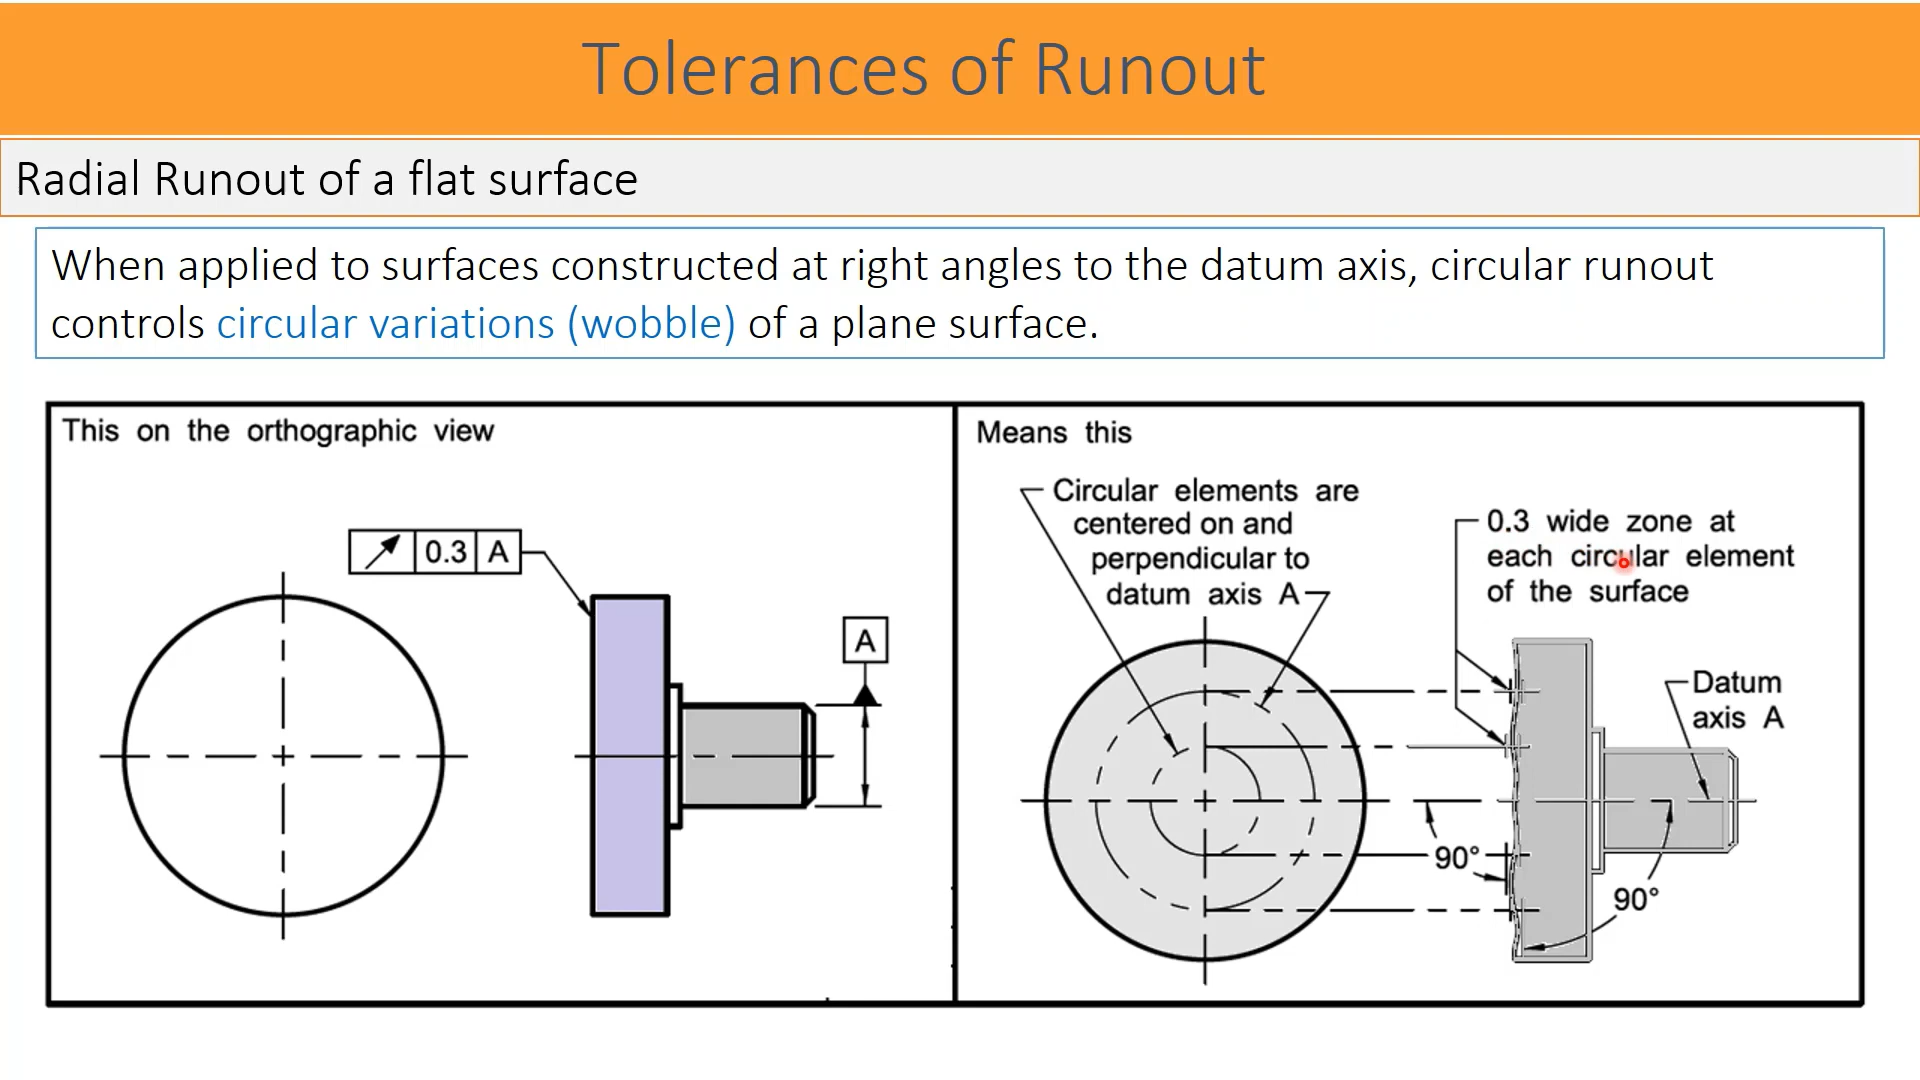 Tolerances of Runout
Radial Runout of a flat surface
When applied to surfaces constructed at right angles to the datum axis, circular runout
controls circular variations (wobble) of a plane surface.
This on the orthographic view
0.3 A
A
Means this
Circular elements are
centered on and
perpendicular to
datum axis A
0.3 wide zone at
each circular element
of the surface
Datum
axis A
90°
90°